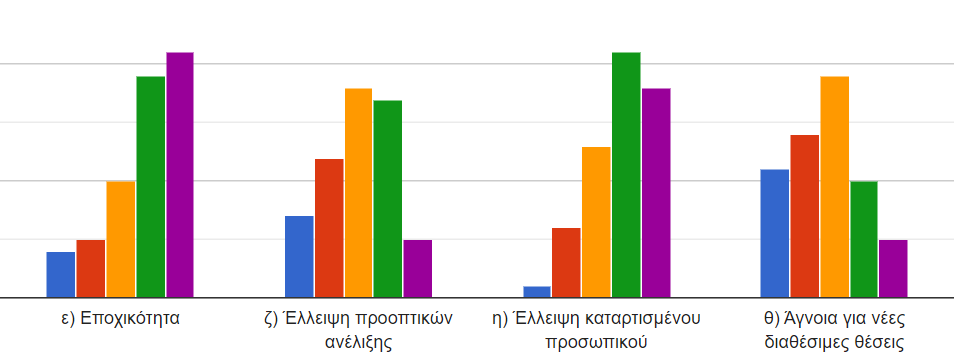 ε) Εποχικότητα
ζ) Έλλειψη προοπτικών
ανέλιξης
η) Έλλειψη καταρτισμένου
προσωπικού
θ) Άγνοια για νέες
διαθέσιμες θέσεις